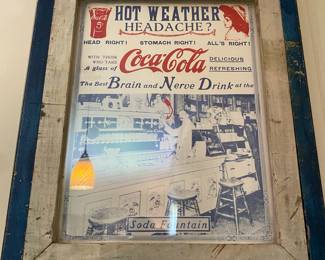 HOT WEATHER
HEADACHE?
HEAD RIGHT! STOMACH RIGHT! ALL'S RIGHT!
WITH THOSE WHO TAKE
A glass of
Coca-Cola
DELICIOUS
REFRESHING
The Best Brain and Nerve Drink at the
Soda Fountain